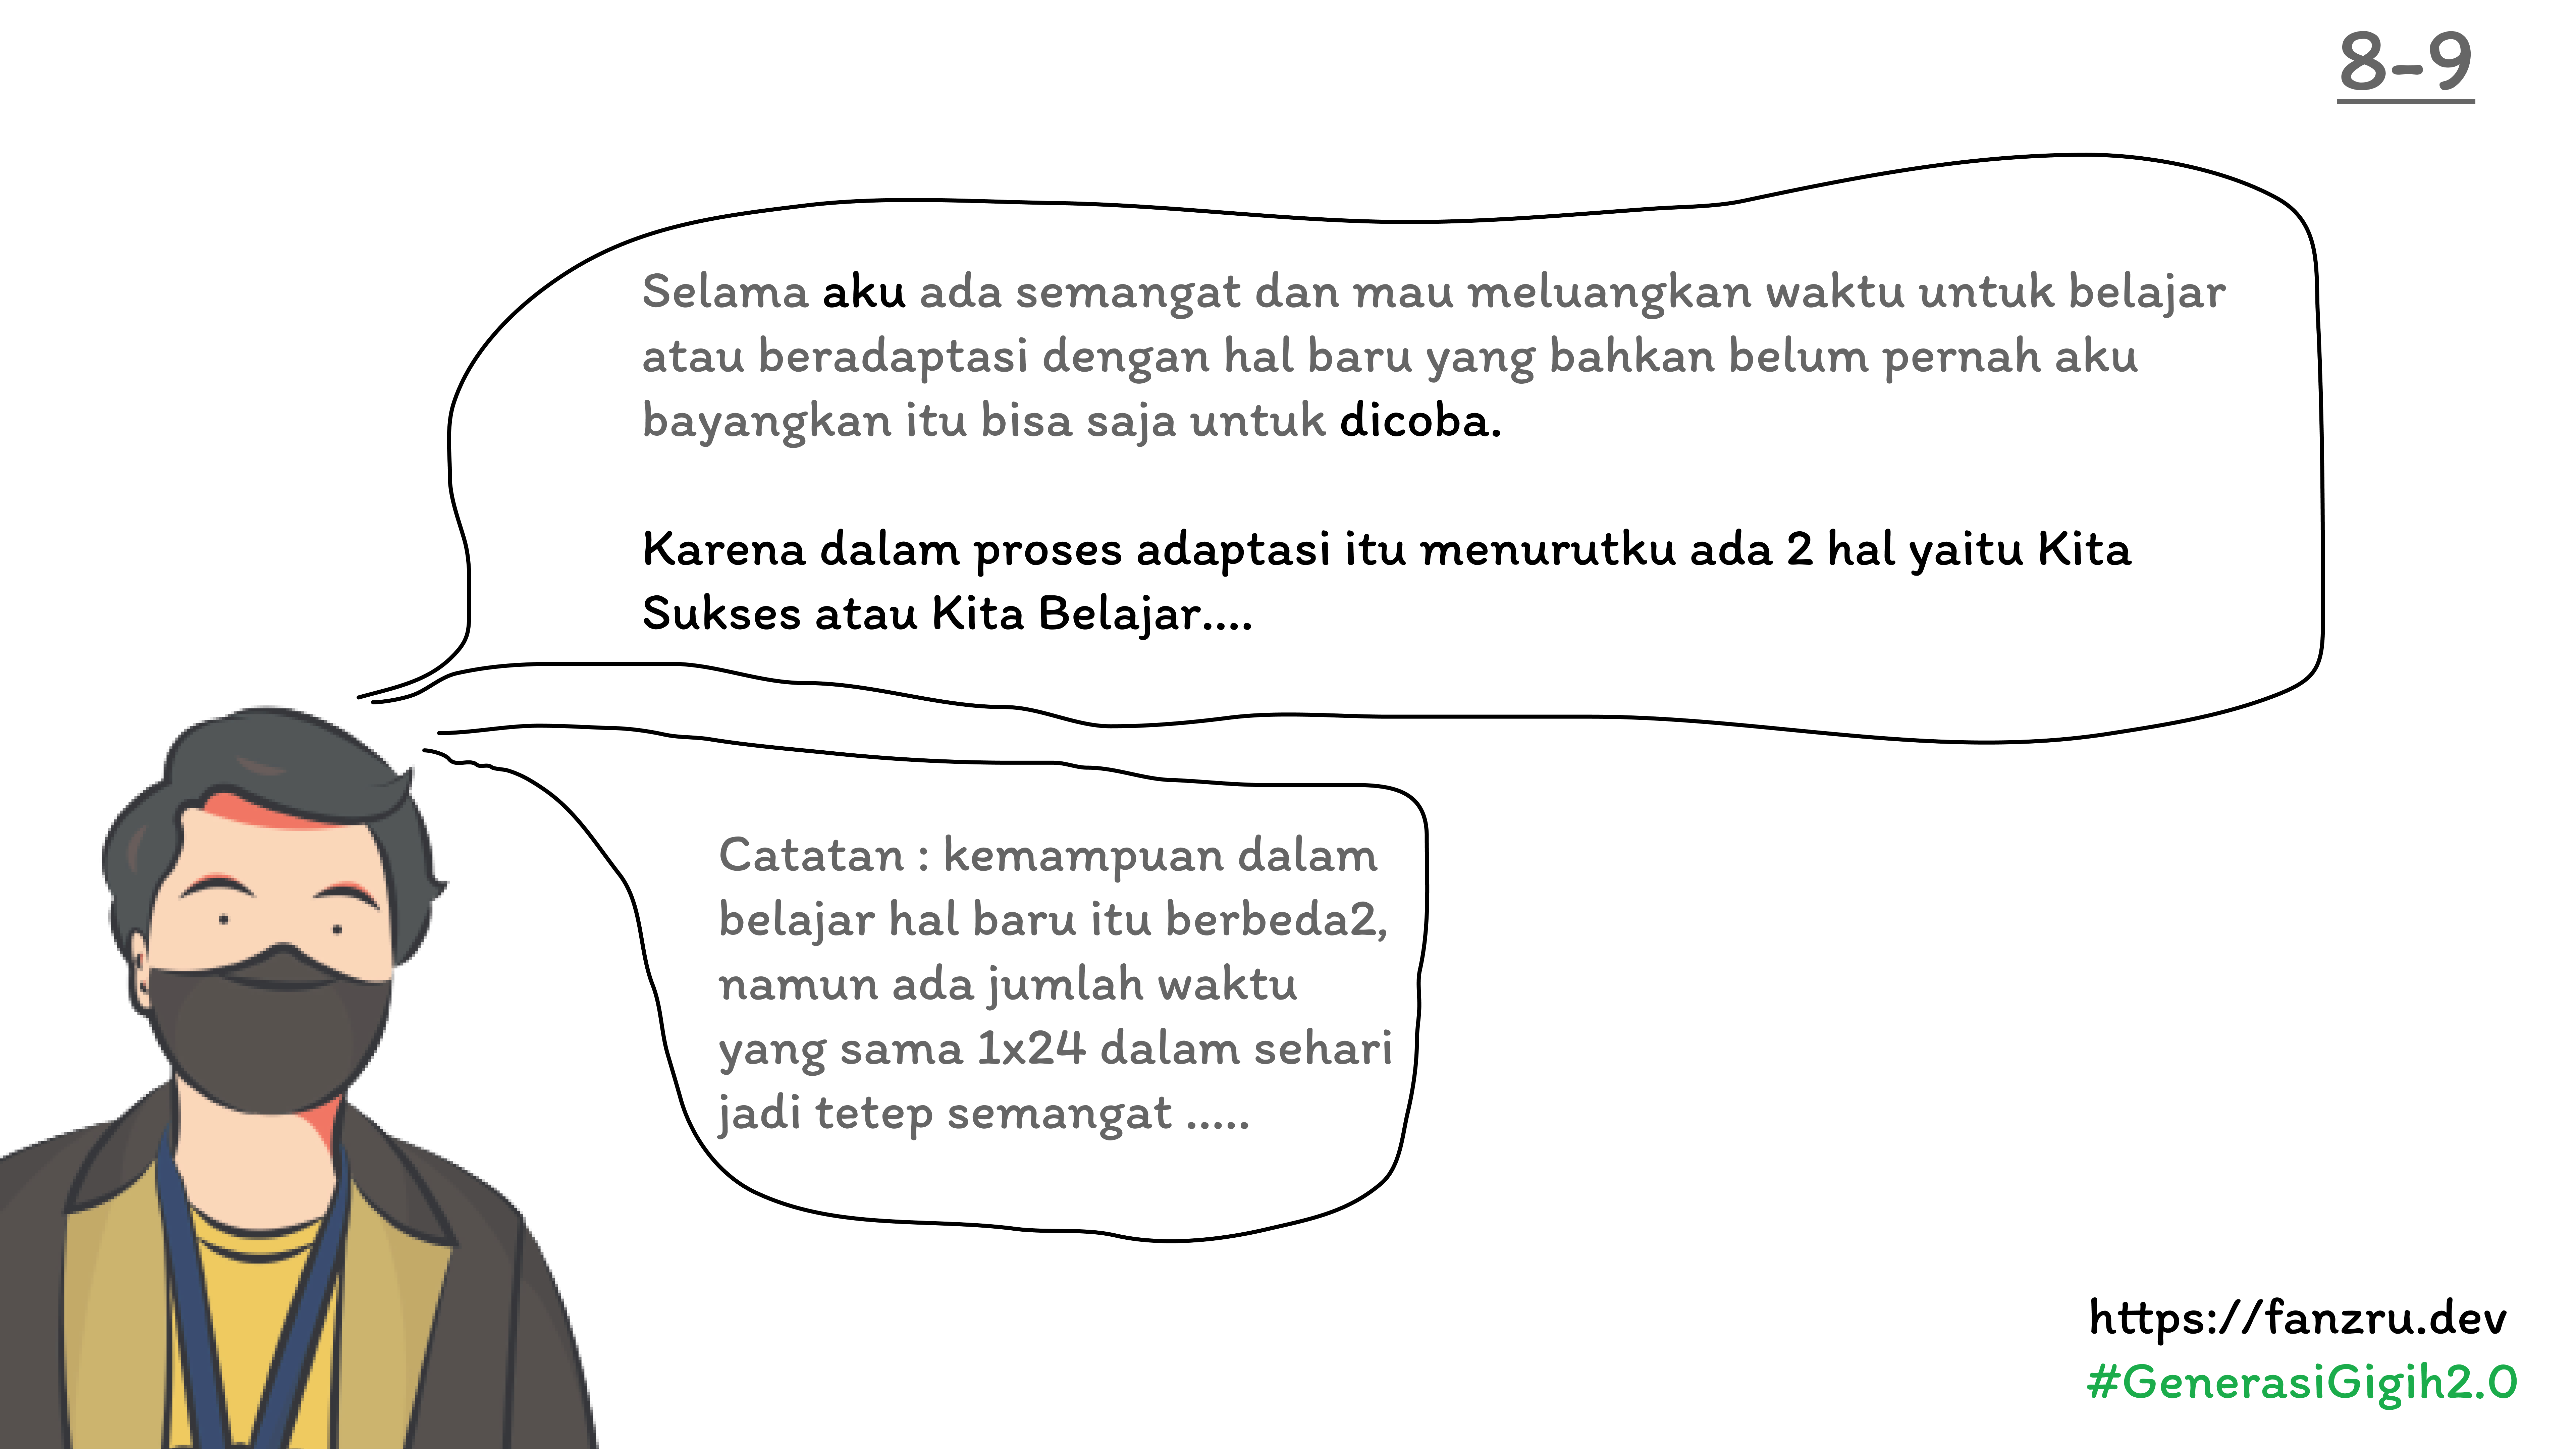 8-9
Selama aku ada semangat dan mau meluangkan waktu untuk belajar
atau beradaptasi dengan hal baru yang bahkan belum pernah aku
bayangkan itu bisa saja untuk dicoba.
Karena dalam proses adaptasi itu menurutku ada 2 hal yaitu Kita
Sukses atau Kita Belajar....
Catatan : kemampuan dalam
belajar hal baru itu berbeda2,
namun ada jumlah waktu
yang sama 1x24 dalam sehari
jadi tetep semangat .....
https://fanzru.dev
#GenerasiGigih2.0